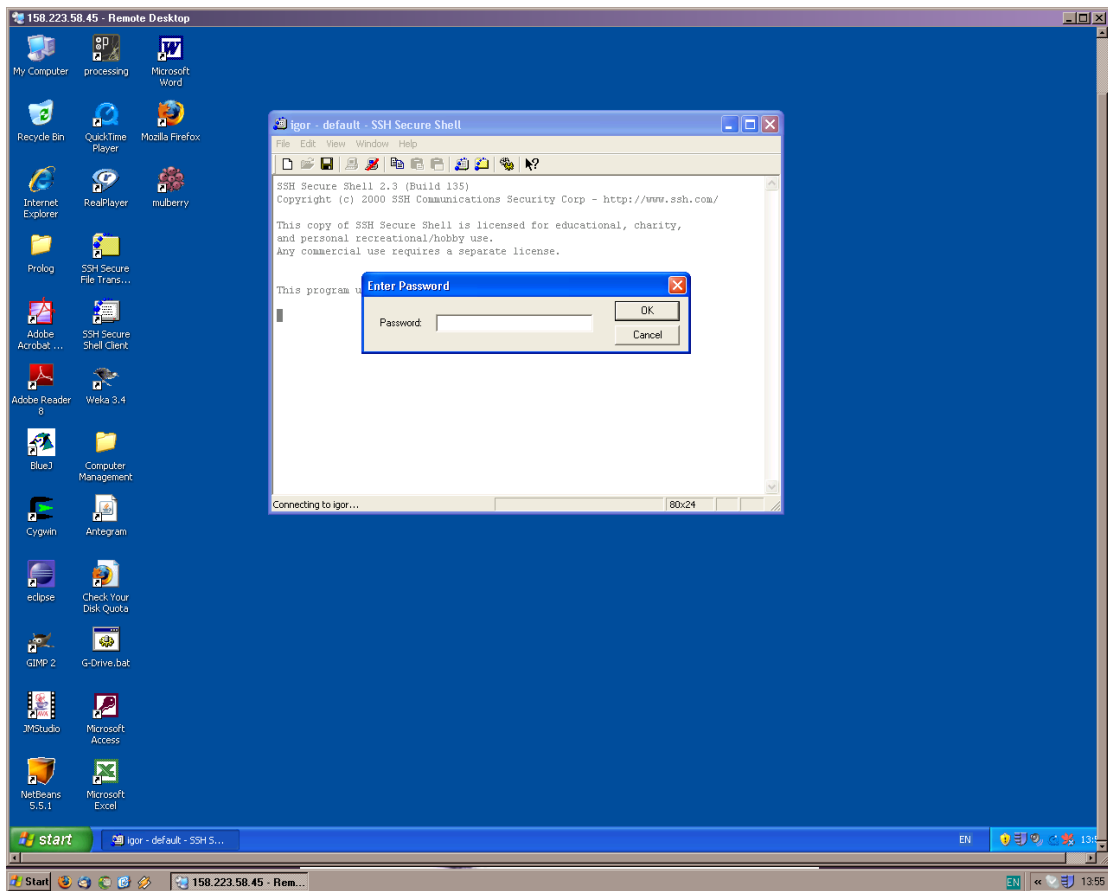 158.223.58.45 - Remote Desktop
My Computer
processing
Microsoft
Word
Recycle Bin
QuickTime
Player
Mozilla Firefox
Internet
Explorer
RealPlayer
mulberry
Prolog
SSH Secure
File Trans...
Adobe
Acrobat ...
SSH Secure
Shell Client
Adobe Reader
8
Weka 3.4
BlueJ
Computer
Management
Cygwin
Antegram
eclipse
Check Your
Disk Quota
GIMP 2
G-Drive.bat
JMStudio
Microsoft
Access
NetBeans
5.5.1
Microsoft
Excel
igor - default - SSH Secure Shell
File Edit View Window Help
SSH Secure Shell 2.3 (Build 135)
Copyright (c) 2000 SSH Communications Security Corp - http://www.ssh.com/
This copy of SSH Secure Shell is licensed for educational, charity,
and personal recreational/hobby use.
Any commercial use requires a separate license.
This program u
Enter Password
Password:
OK
Cancel
Connecting to igor...
80x24
start
igor - default - SSH S...
EN
Start
158.223.58.45 - Rem...
EN
13:55